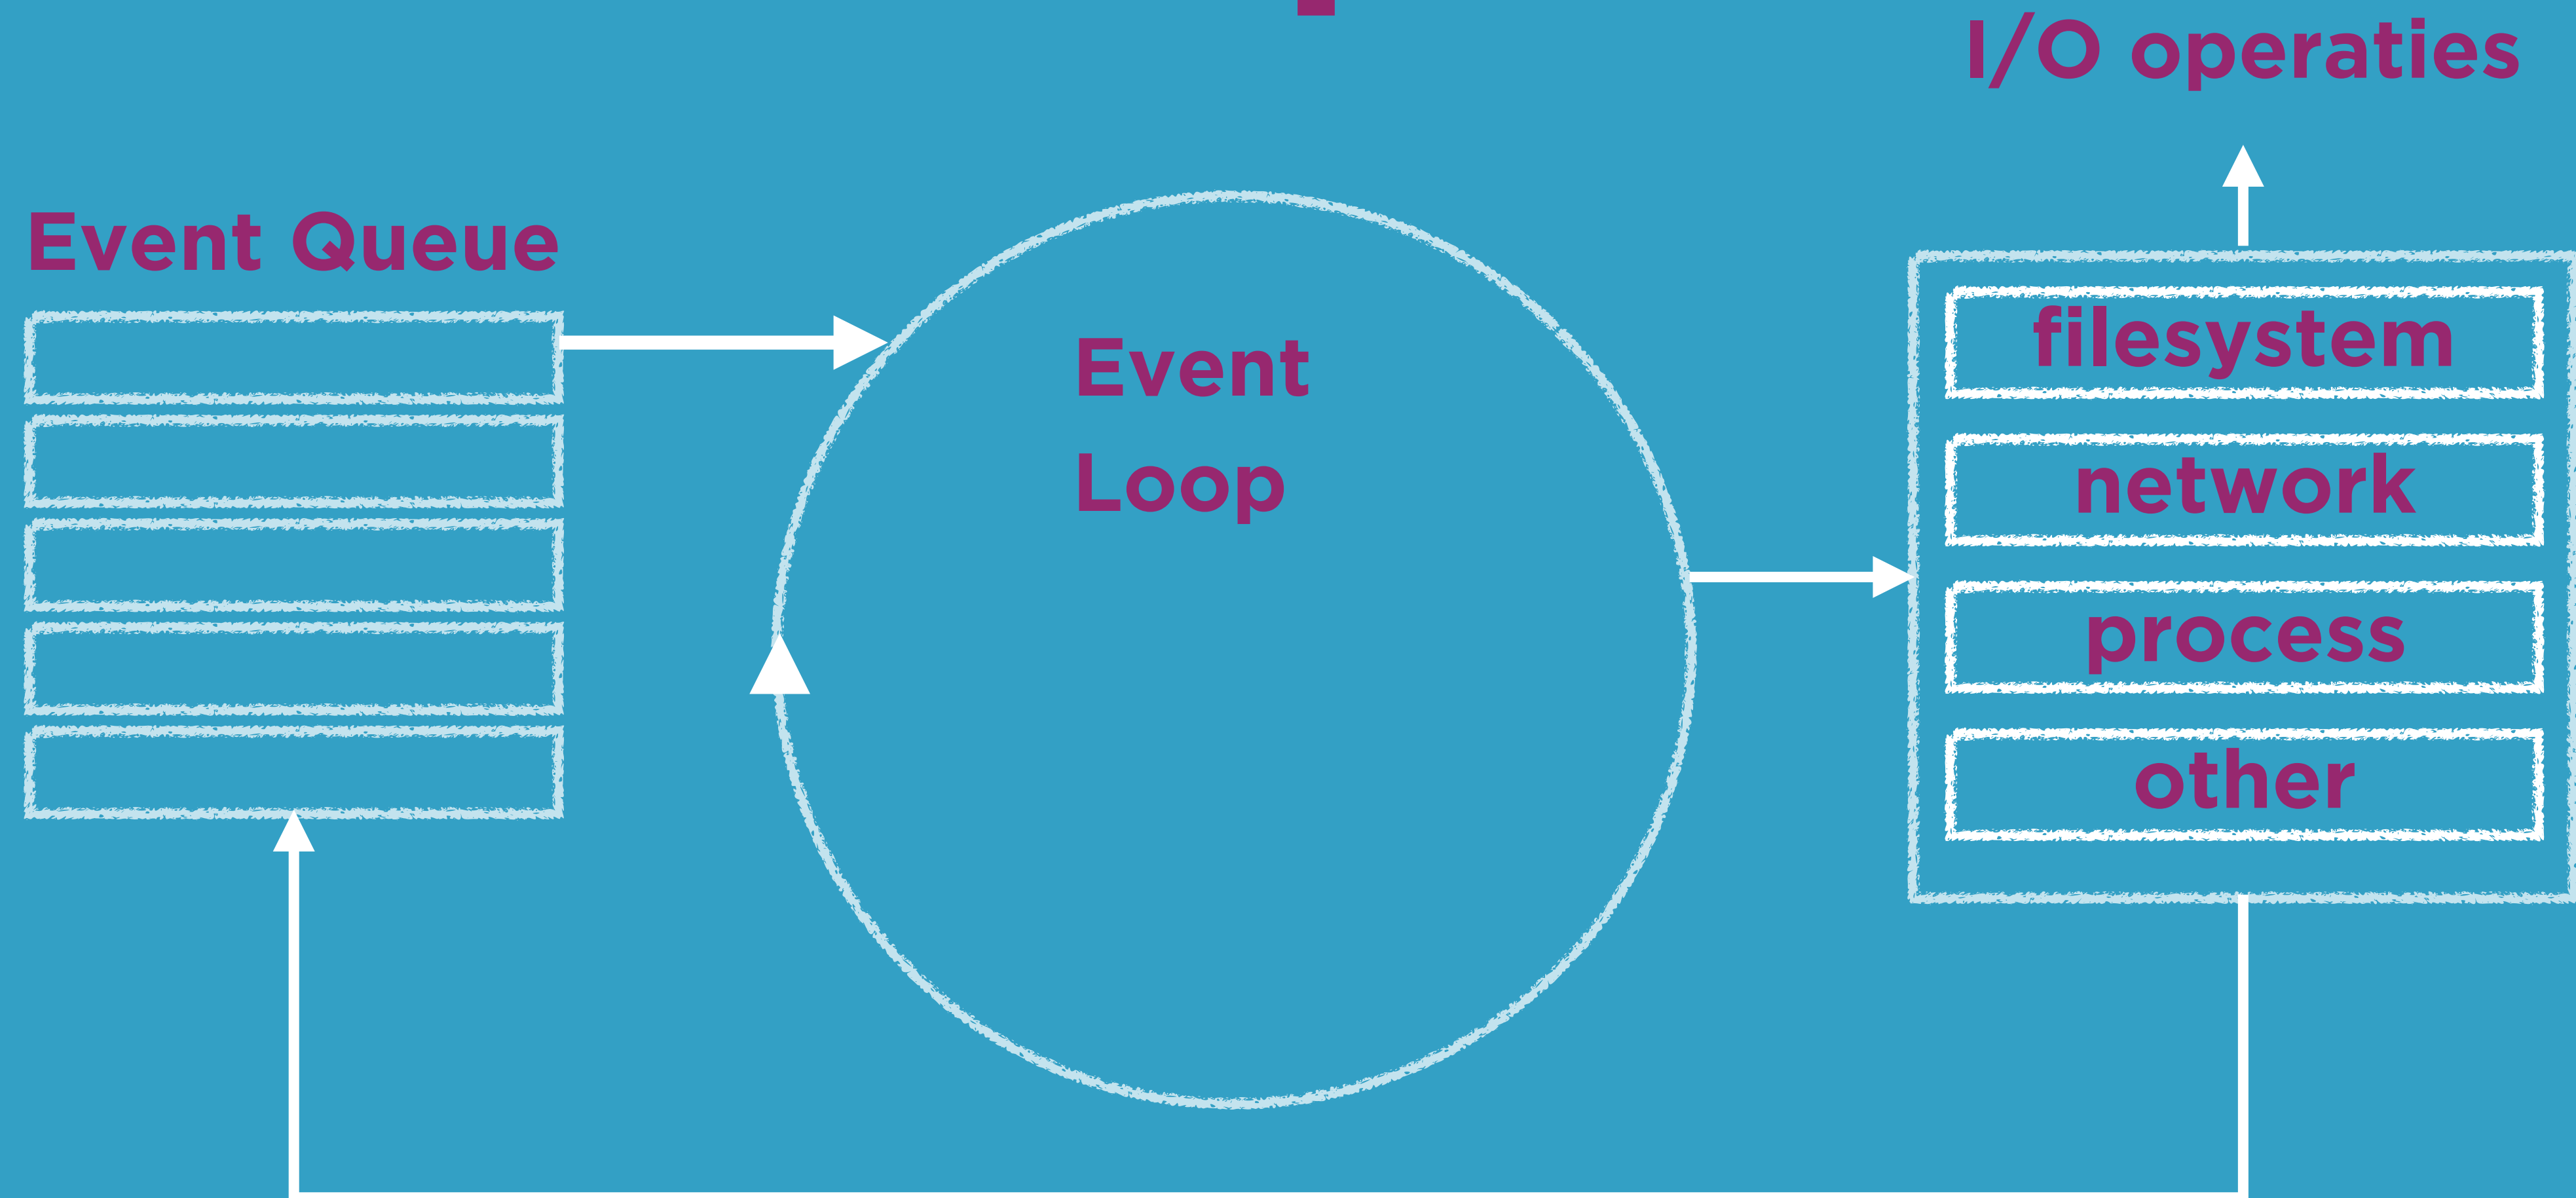 I/O operaties
Event Queue
Event
Loop
filesystem
network
process
other